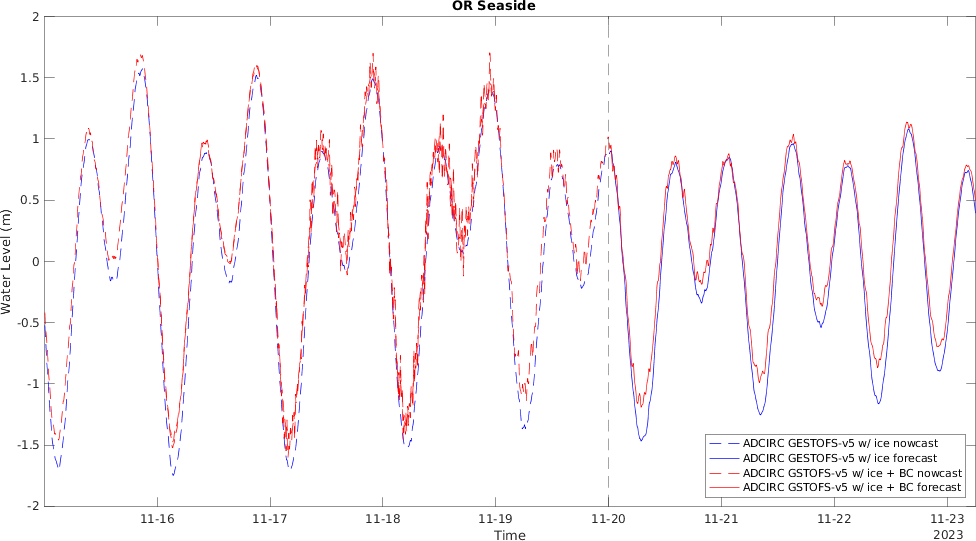 OR Seaside
2
1.5
1
0.5
0
-0.5
-1
-1.5
-2
Water Level (m)
11-16 11-17 11-18 11-19 11-20 11-21 11-22 11-23
2023
Time
ADCIRC GESTOFS-v5 w/ ice nowcast
ADCIRC GESTOFS-v5 w/ ice forecast
ADCIRC GSTOFS-v5 w/ ice + BC nowcast
ADCIRC GSTOFS-v5 w/ ice + BC forecast